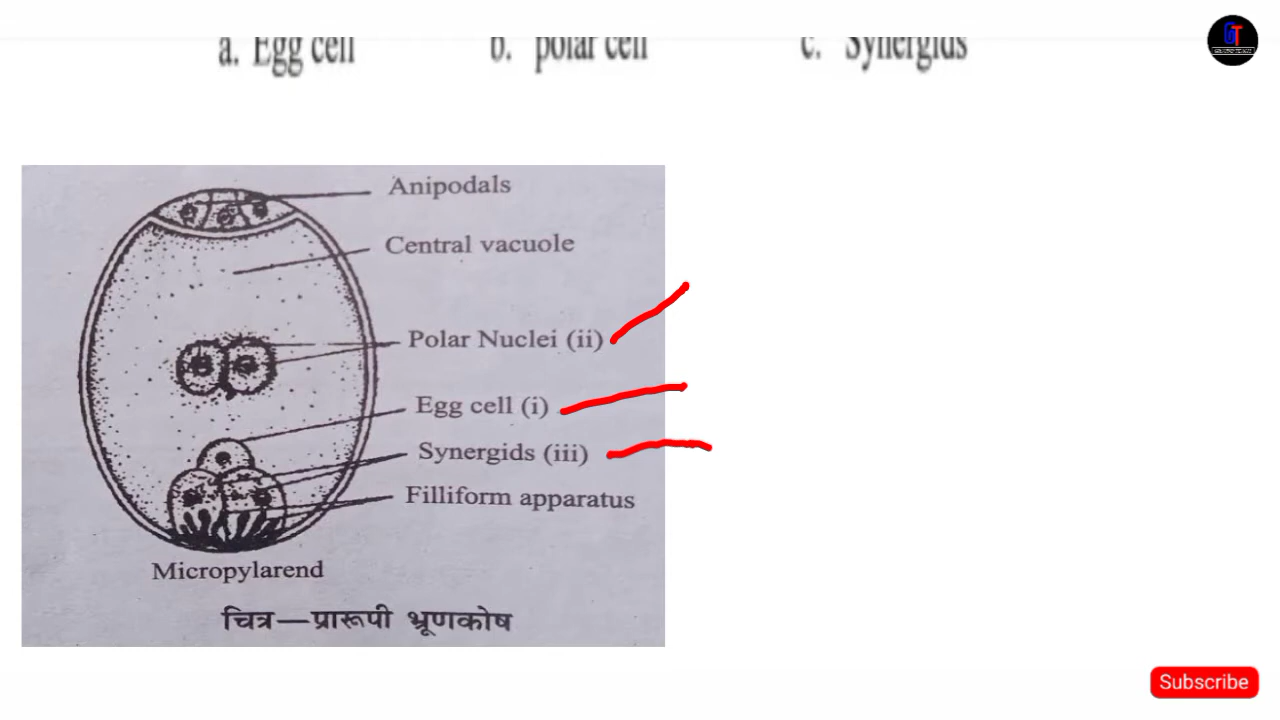 a. Egg cell b. polar cell c. Synergids
GT
Anipodals
Central vacuole
Polar Nuclei (ii)
Egg cell (i)
Synergids (iii)
Filliform apparatus
Micropylarend
चित्र—प्रारूपी भ्रूणकोष
Subscribe